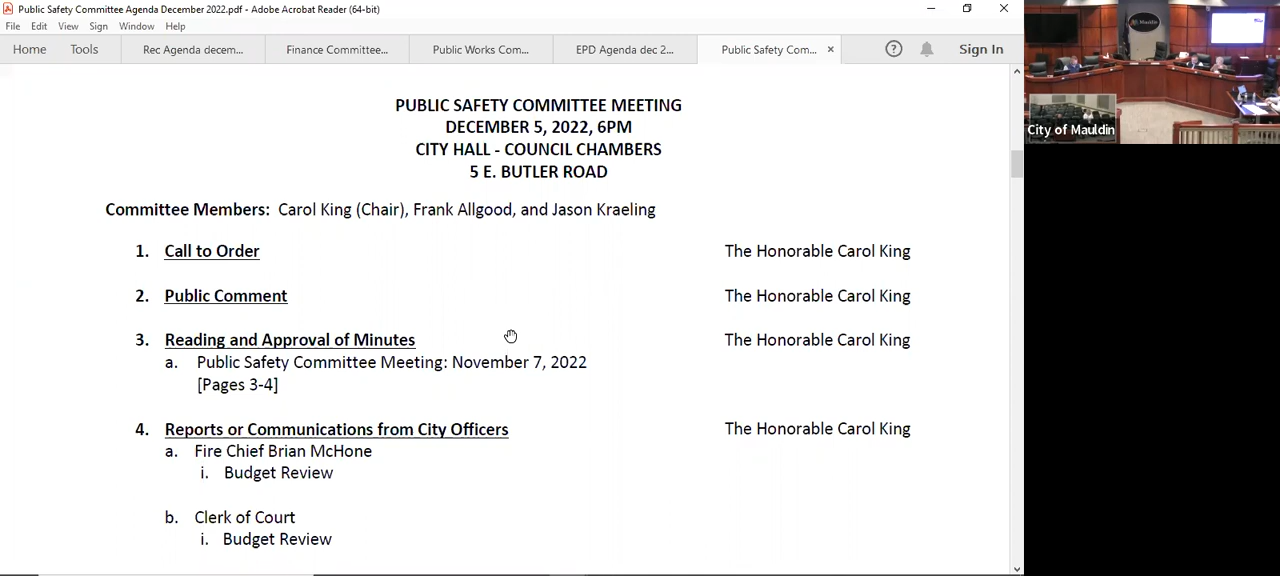 Public Safety Committee Agenda December 2022.pdf - Adobe Acrobat Reader (64-bit)
File Edit View Sign Window Help
Home Tools Rec Agenda decem... Finance Committee... Public Works Com... EPD Agenda dec 2... Public Safety Com... × ? Sign In
PUBLIC SAFETY COMMITTEE MEETING
DECEMBER 5, 2022, 6PM
CITY HALL - COUNCIL CHAMBERS
5 E. BUTLER ROAD
Committee Members: Carol King (Chair), Frank Allgood, and Jason Kraeling
1. Call to Order The Honorable Carol King
2. Public Comment The Honorable Carol King
3. Reading and Approval of Minutes The Honorable Carol King
a. Public Safety Committee Meeting: November 7, 2022
[Pages 3-4]
4. Reports or Communications from City Officers The Honorable Carol King
a. Fire Chief Brian McHone
i. Budget Review
b. Clerk of Court
i. Budget Review
Mauldin
City of Mauldin